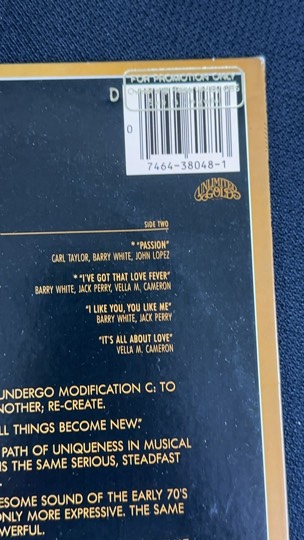 FOR PROMOTION ONLY
D
0
7464-38048-1
UNLIMITED
GOLD
SIDE TWO
* "PASSION"
CARL TAYLOR, BARRY WHITE, JOHN LOPEZ
* "I'VE GOT THAT LOVE FEVER"
BARRY WHITE, JACK PERRY, VELLA M. CAMERON
"I LIKE YOU, YOU LIKE ME"
BARRY WHITE, JACK PERRY
"IT'S ALL ABOUT LOVE"
VELLA M. CAMERON
UNDERGO MODIFICATION C: TO
NOTHER; RE-CREATE.
LL THINGS BECOME NEW."
PATH OF UNIQUENESS IN MUSICAL
IS THE SAME SERIOUS, STEADFAST
ESOME SOUND OF THE EARLY 70'S
ONLY MORE EXPRESSIVE. THE SAME
WERFUL.